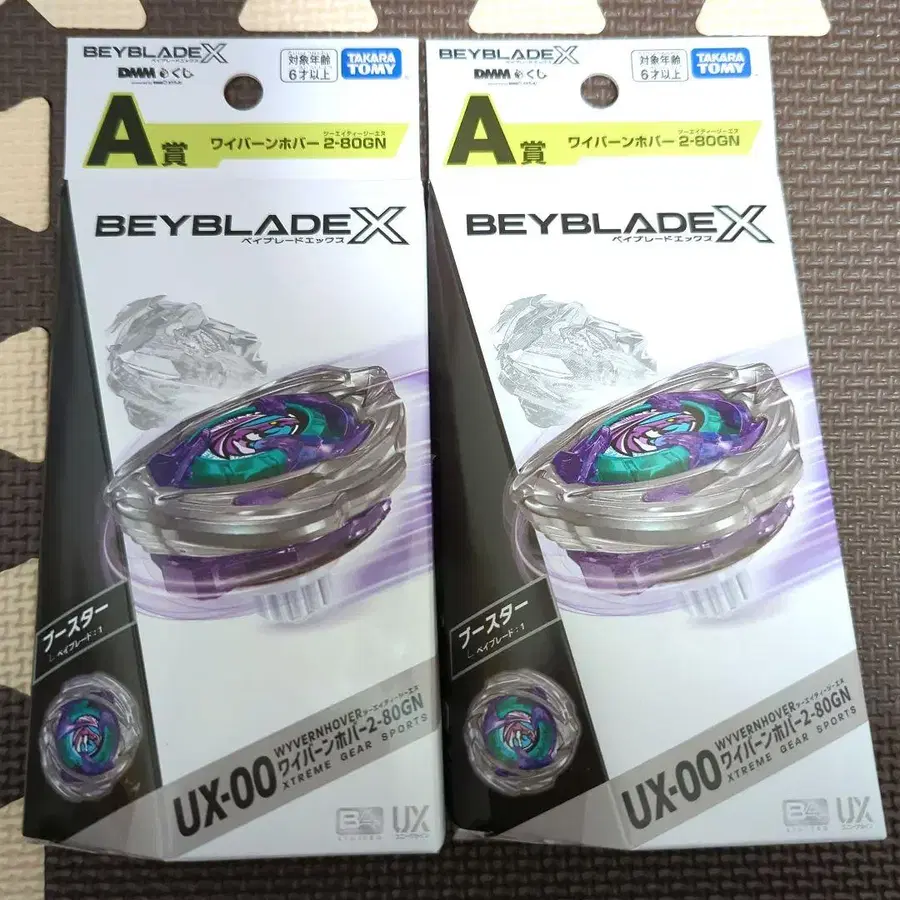 BEYBLADE X
ベイブレードエックス
DMMくじ
対象年齢
6才以上
TAKARA
TOMY
A賞
ツーエイティージーエヌ
ワイバーンホバー2-80GN
BEYBLADE X
ベイブレードエックス
ブースター
ベイブレード:1
WYVERNHOVER ツーエイティージーエヌ
UX-00 ワイバーンホバー2-80GN
XTREME GEAR SPORTS
UX
BEYBLADE X
ベイブレードエックス
DMMくじ
対象年齢
6才以上
TAKARA
TOMY
A賞
ツーエイティージーエヌ
ワイバーンホバー2-80GN
BEYBLADE X
ベイブレードエックス
ブースター
ベイブレード:1
WYVERNHOVER ツーエイティージーエヌ
UX-00 ワイバーンホバー2-80GN
XTREME GEAR SPORTS
UX